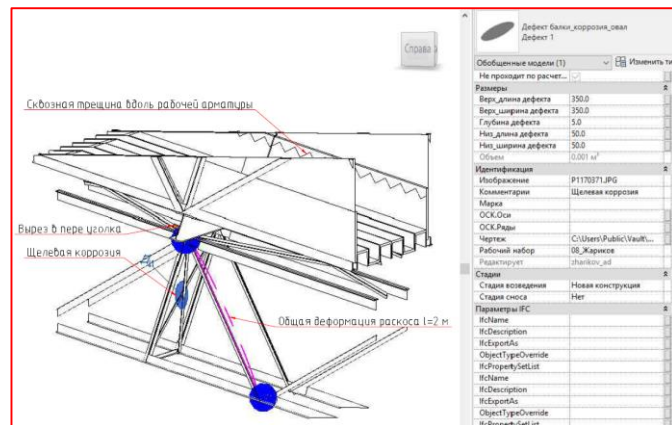 Справа
Сквозная трещина вдоль рабочей арматуры
Вырез в пере уголка
Щелевая коррозия
Общая деформация раскоса l=2 м
Дефект балки_коррозия_овал
Дефект 1
Обобщенные модели (1)
Изменить ти
Не проходит по расчет...
Размеры
Верх_длина дефекта 350.0
Верх_ширина дефекта 350.0
Глубина дефекта 5.0
Низ_длина дефекта 50.0
Низ_ширина дефекта 50.0
Объем 0.001 м³
Идентификация
Изображение P1170371.JPG
Комментарии Щелевая коррозия
Марка
ОСК.Оси
ОСК.Ряды
Чертеж C:\Users\Public\Vault...
Рабочий набор 08_Жариков
Редактирует zharikov_ad
Стадии
Стадия возведения Новая конструкция
Стадия сноса Нет
Параметры IFC
IfcName
IfcDescription
IfcExportAs
ObjectTypeOverride
IfcPropertySetList
IfcName
IfcDescription
IfcExportAs
ObjectTypeOverride
IfcPropertySetList